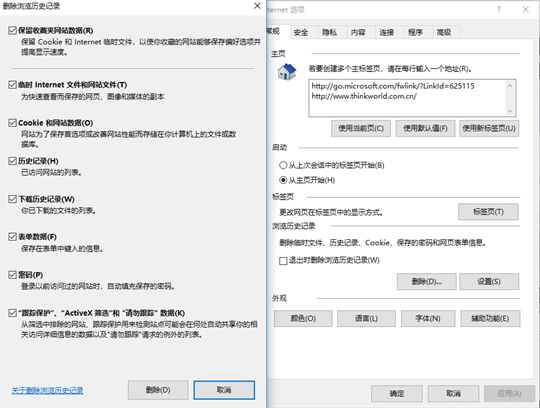 删除浏览历史记录
保留收藏夹网站数据(R)
保留 Cookie 和 Internet 临时文件，以使你收藏的网站能够保存偏好选项并
提高显示速度。
临时 Internet 文件和网站文件(T)
为快速查看而保存的网页、图像和媒体的副本
Cookie 和网站数据(O)
网站为了保存首选项或改善网站性能而存储在你计算机上的文件或数
据库。
历史记录(H)
已访问网站的列表。
下载历史记录(W)
你已下载的文件的列表。
表单数据(F)
保存在表单中键入的信息。
密码(P)
登录以前访问过的网站时，自动填充保存的密码。
“跟踪保护”、“ActiveX 筛选”和 "请勿跟踪" 数据(K)
从筛选中排除的网站、跟踪保护用来检测站点可能会在何处自动共享你的相
关访问详细信息的数据以及"请勿跟踪"请求的例外的列表。
关于删除浏览历史记录
删除(D)
取消
nternet 选项
常规 安全 隐私 内容 连接 程序 高级
主页
若要创建多个主标签页，请在每行输入一个地址(R)。
http://go.microsoft.com/fwlink/?LinkId=625115
http://www.thinkworld.com.cn/
使用当前页(C) 使用默认值(F) 使用新标签页(U)
启动
从上次会话中的标签页开始(B)
从主页开始(H)
标签页
更改网页在标签页中的显示方式。 标签页(T)
浏览历史记录
删除临时文件、历史记录、Cookie、保存的密码和网页表单信息。
退出时删除浏览历史记录(W)
删除(D)... 设置(S)
外观
颜色(O) 语言(L) 字体(N) 辅助功能(E)
确定 取消 应用(A)